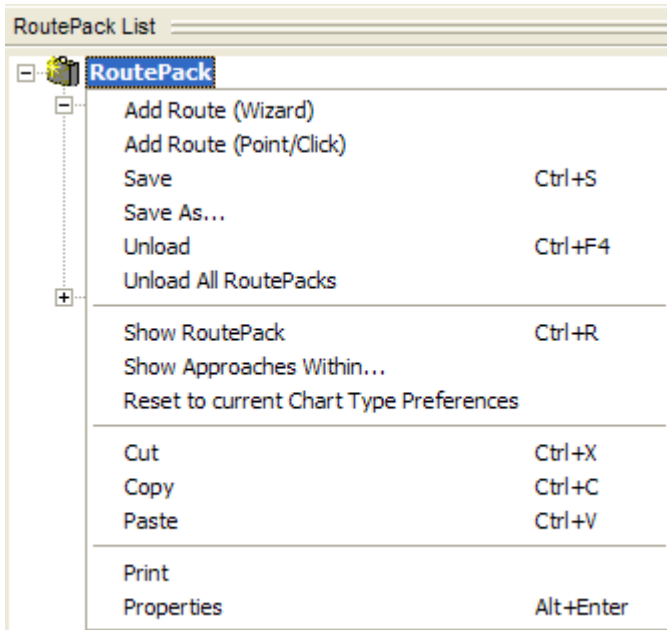 RoutePack List
RoutePack
Add Route (Wizard)
Add Route (Point/Click)
Save Ctrl+S
Save As...
Unload Ctrl+F4
Unload All RoutePacks
Show RoutePack Ctrl+R
Show Approaches Within...
Reset to current Chart Type Preferences
Cut Ctrl+X
Copy Ctrl+C
Paste Ctrl+V
Print
Properties Alt+Enter